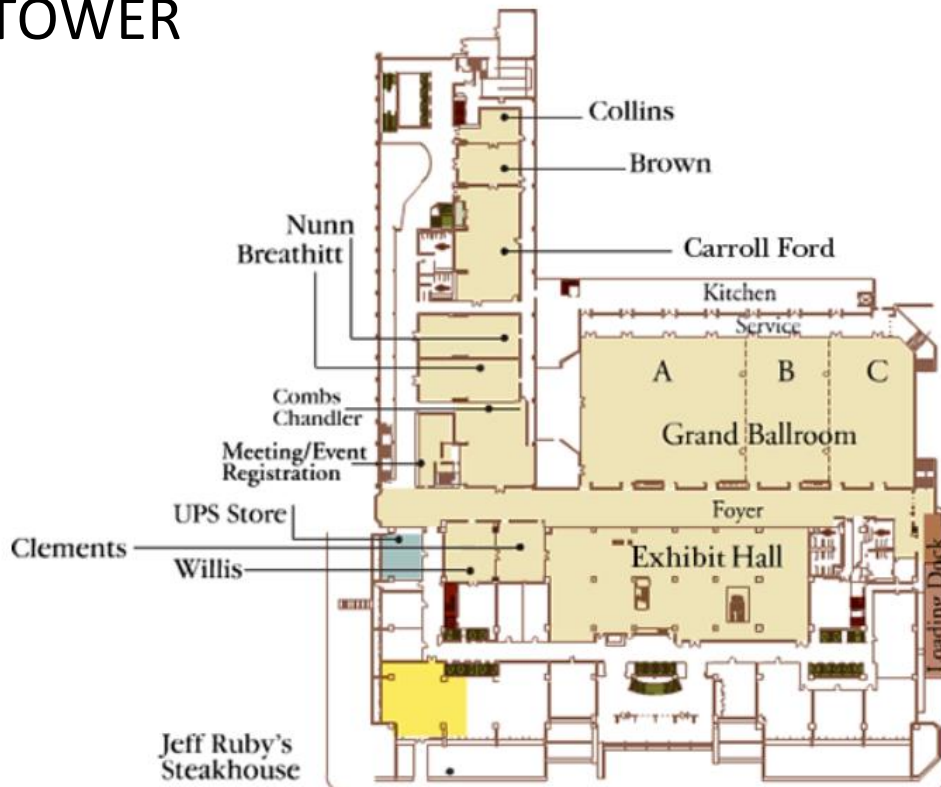 TOWER
Collins
Brown
Nunn
Breathitt
Carroll Ford
Kitchen
Service
A B C
Combs
Chandler
Grand Ballroom
Meeting/Event
Registration
UPS Store
Foyer
Clements
Exhibit Hall
Willis
Loading Dock
Jeff Ruby's
Steakhouse